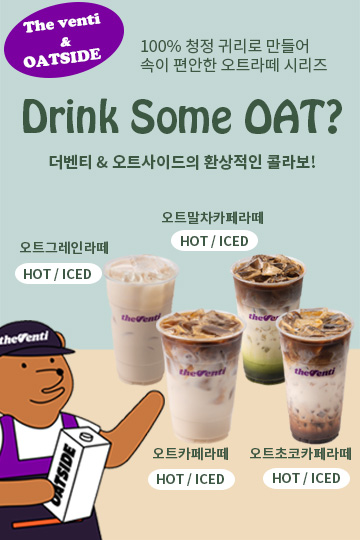 The venti
&
OATSIDE
100% 청정 귀리로 만들어
속이 편안한 오트라떼 시리즈
Drink Some OAT?
더벤티 & 오트사이드의 환상적인 콜라보!
오트말차카페라떼
HOT / ICED
오트그레인라떼
HOT / ICED
theVenti
theVenti
theVenti
theVenti
theVenti
OATSIDE
오트카페라떼
HOT / ICED
오트초코카페라떼
HOT / ICED